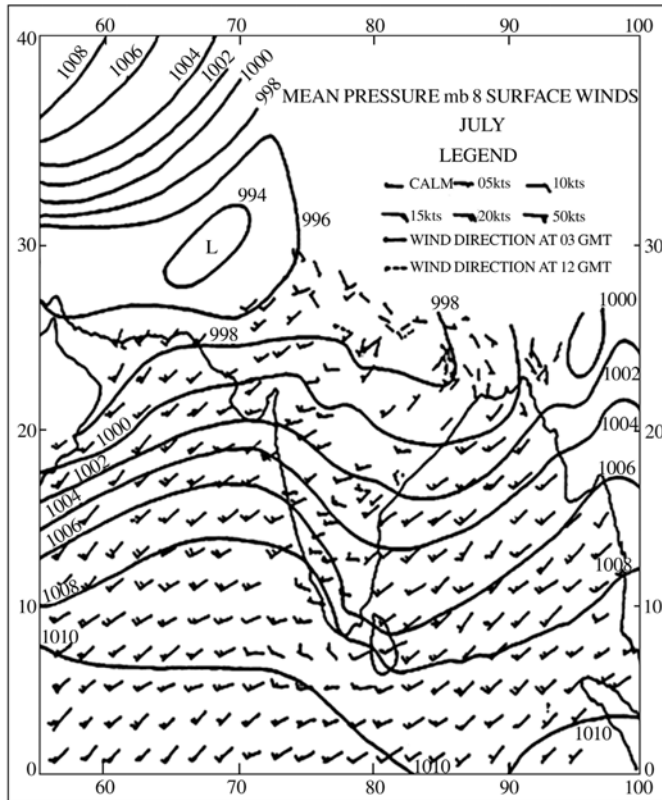 60 70 80 90 100
40
1008 1006 1004 1002 1000 998
MEAN PRESSURE mb 8 SURFACE WINDS
JULY
LEGEND
CALM 05kts 10kts
15kts 20kts 50kts
WIND DIRECTION AT 03 GMT
WIND DIRECTION AT 12 GMT
994
996
L
30 30
998 1000
998
1002
1004
20 20
1000
1002
1004
1006
1006
1008
1008
10 10
1010
1010
1010
0 0
60 70 80 90 100